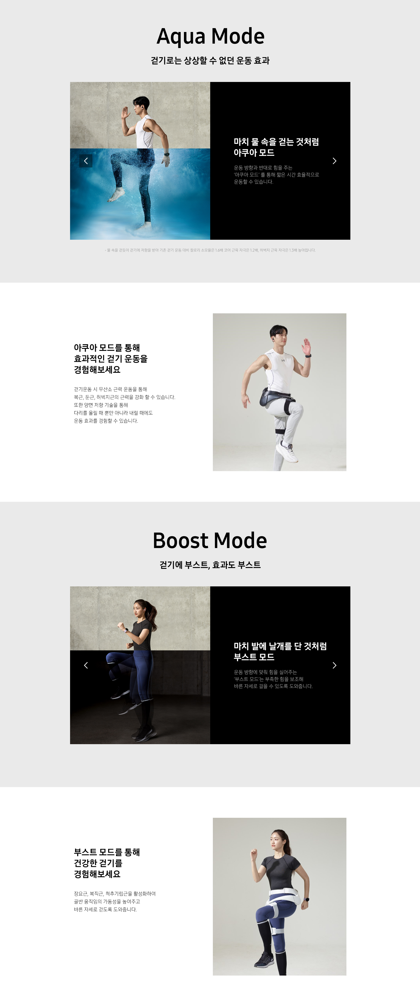 Aqua Mode
걷기로는 상상할 수 없던 운동 효과
마치 물 속을 걷는 것처럼
아쿠아 모드
운동 방향과 반대로 힘을 주는
‘아쿠아 모드’ 를 통해 짧은 시간 효율적으로
운동할 수 있습니다.
- 물 속을 걷듯이 걷기에 저항을 받아 기존 걷기 운동 대비 칼로리 소모율은 1.6배 코어 근육 자극은 1.2배, 허벅지 근육 자극은 1.3배 높아집니다.
아쿠아 모드를 통해
효과적인 걷기 운동을
경험해보세요
걷기운동 시 무산소 근력 운동을 통해
복근, 둔근, 허벅지근의 근력을 강화 할 수 있습니다.
또한 양면 저항 기술을 통해
다리를 올릴 때 뿐만 아니라 내릴 때에도
운동 효과를 경험할 수 있습니다.
Boost Mode
걷기에 부스트, 효과도 부스트
마치 발에 날개를 단 것처럼
부스트 모드
운동 방향에 맞춰 힘을 실어주는
‘부스트 모드’는 부족한 힘을 보조해
바른 자세로 걸을 수 있도록 도와줍니다.
부스트 모드를 통해
건강한 걷기를
경험해보세요
장요근, 복직근, 척추기립근을 활성화하여
골반 움직임의 가동성을 높여주고
바른 자세로 걷도록 도와줍니다.